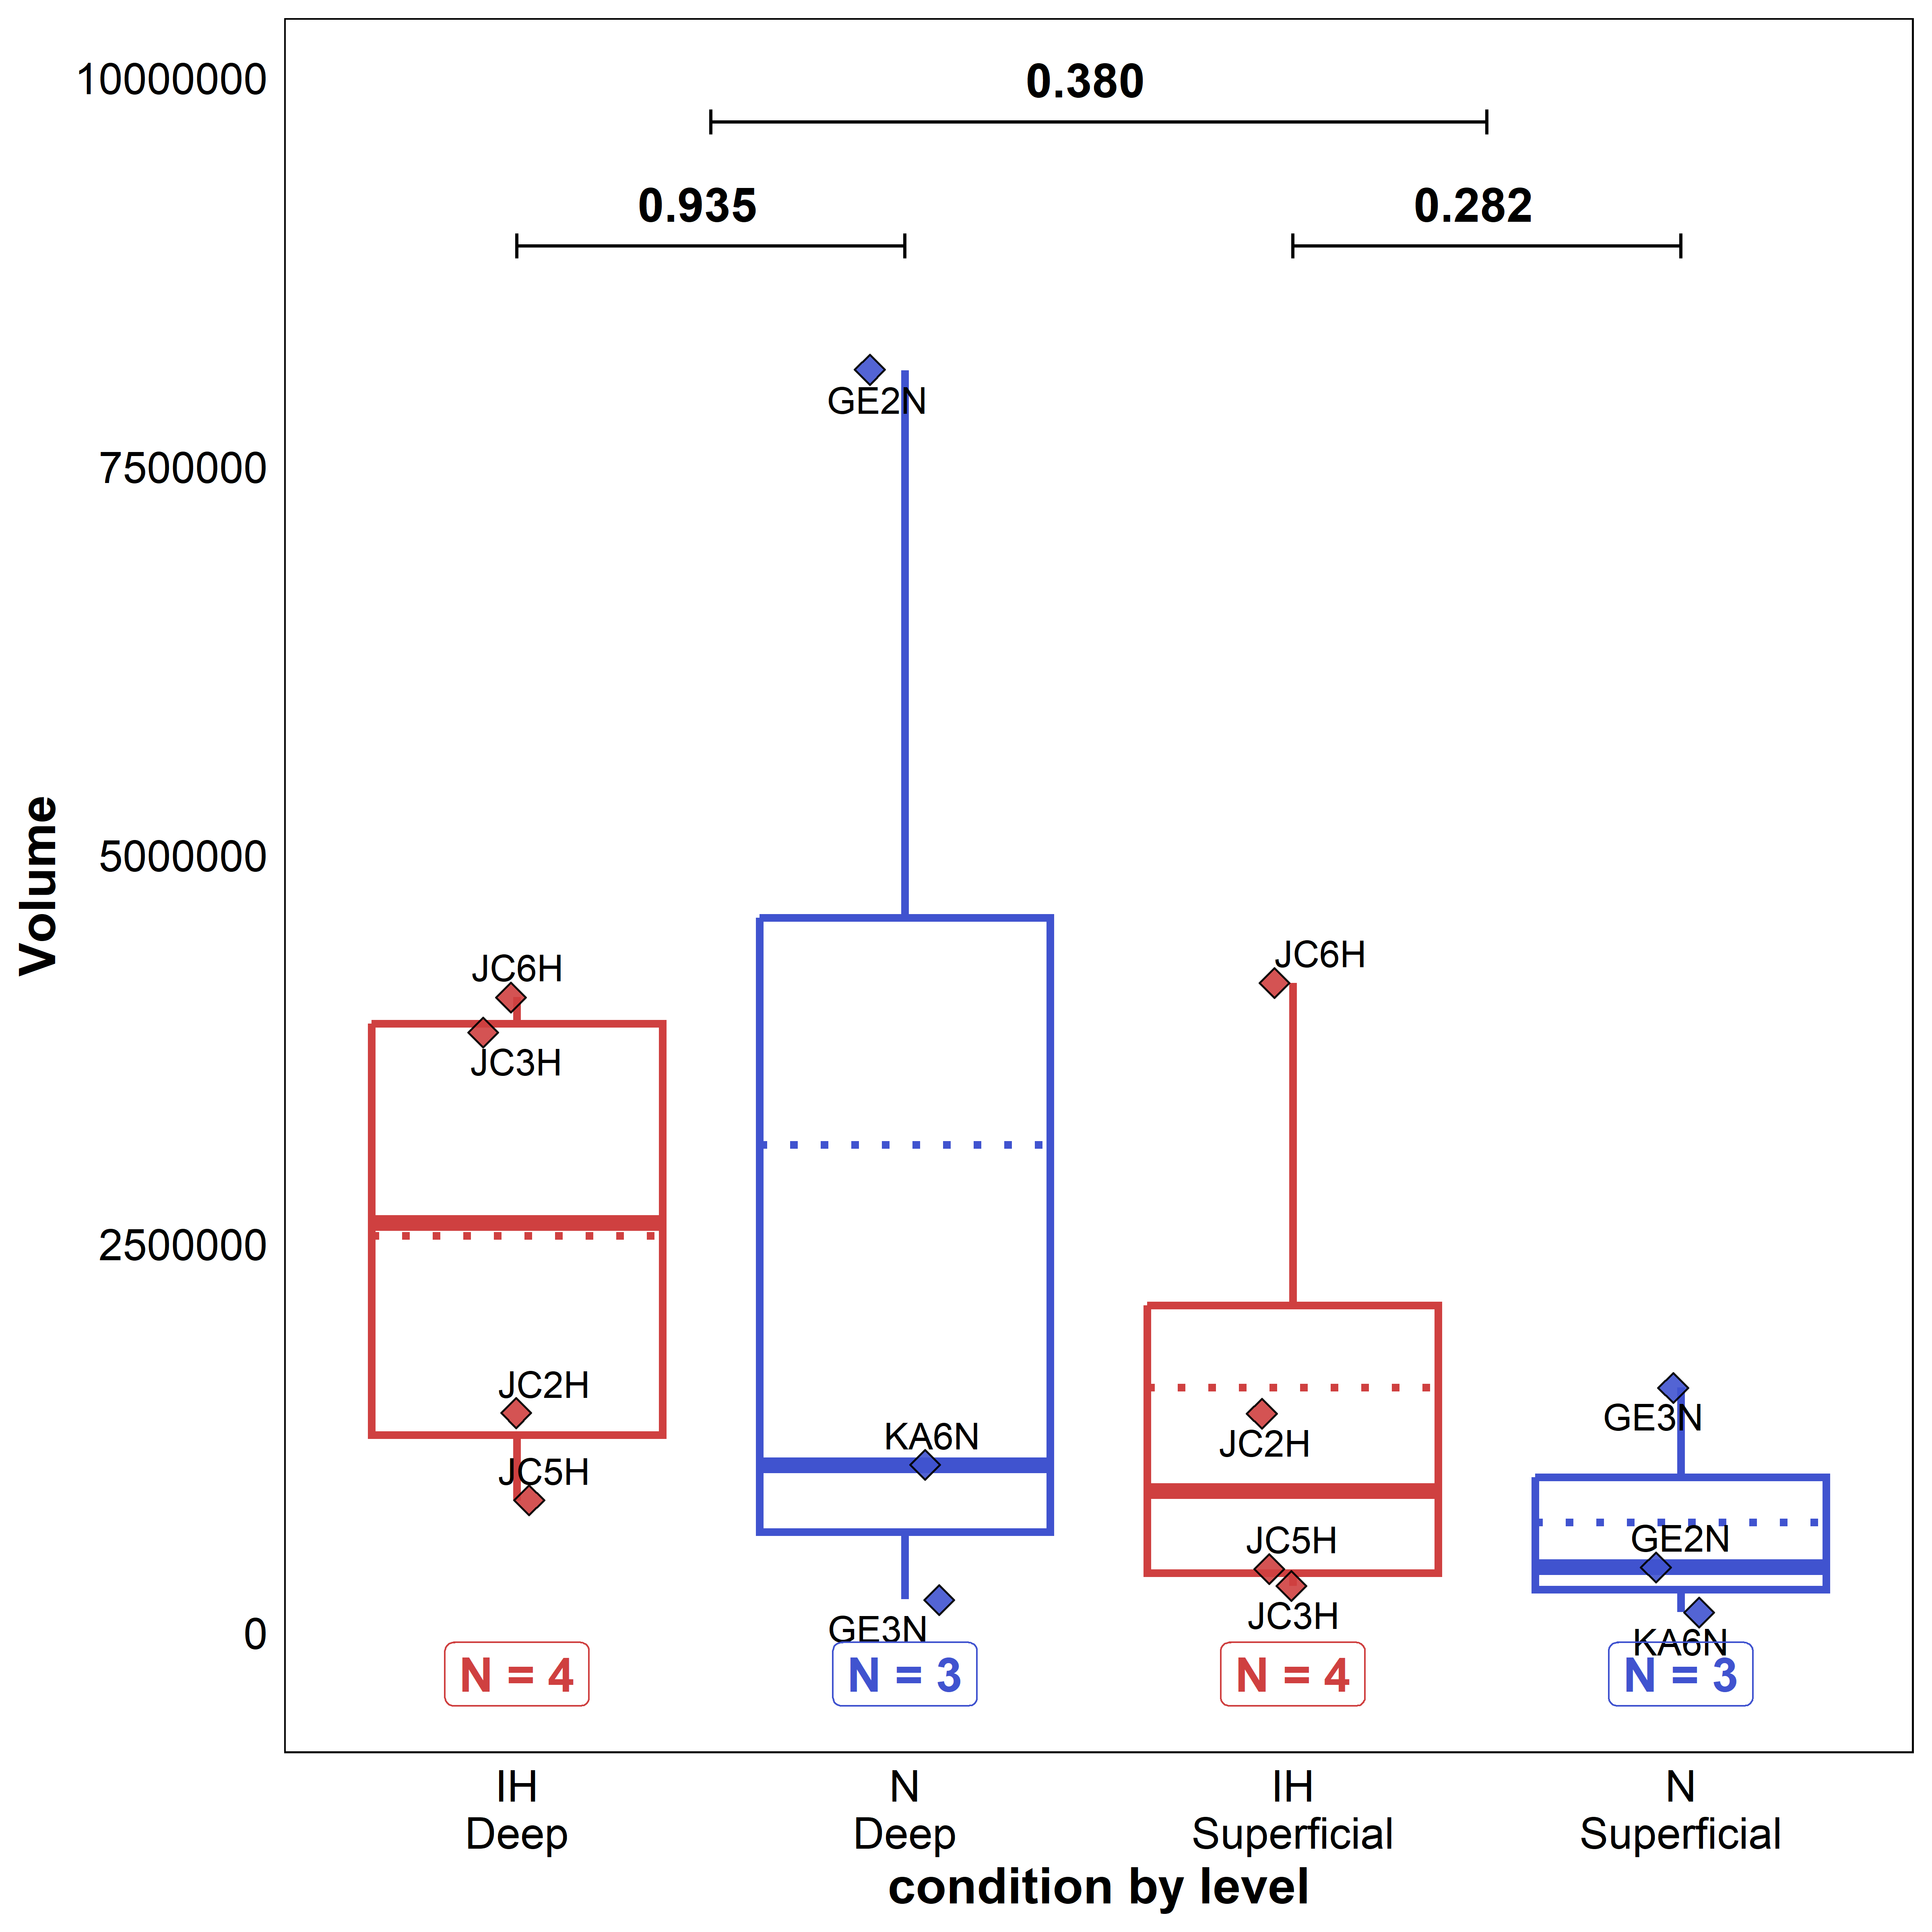 10000000
7500000
5000000
2500000
0
Volume
0.380
0.935
0.282
GE2N
JC6H
JC3H
JC2H
JC5H
KA6N
GE3N
JC6H
JC2H
JC5H
JC3H
GE3N
GE2N
KA6N
N = 4
N = 3
N = 4
N = 3
IH
Deep
N
Deep
IH
Superficial
N
Superficial
condition by level